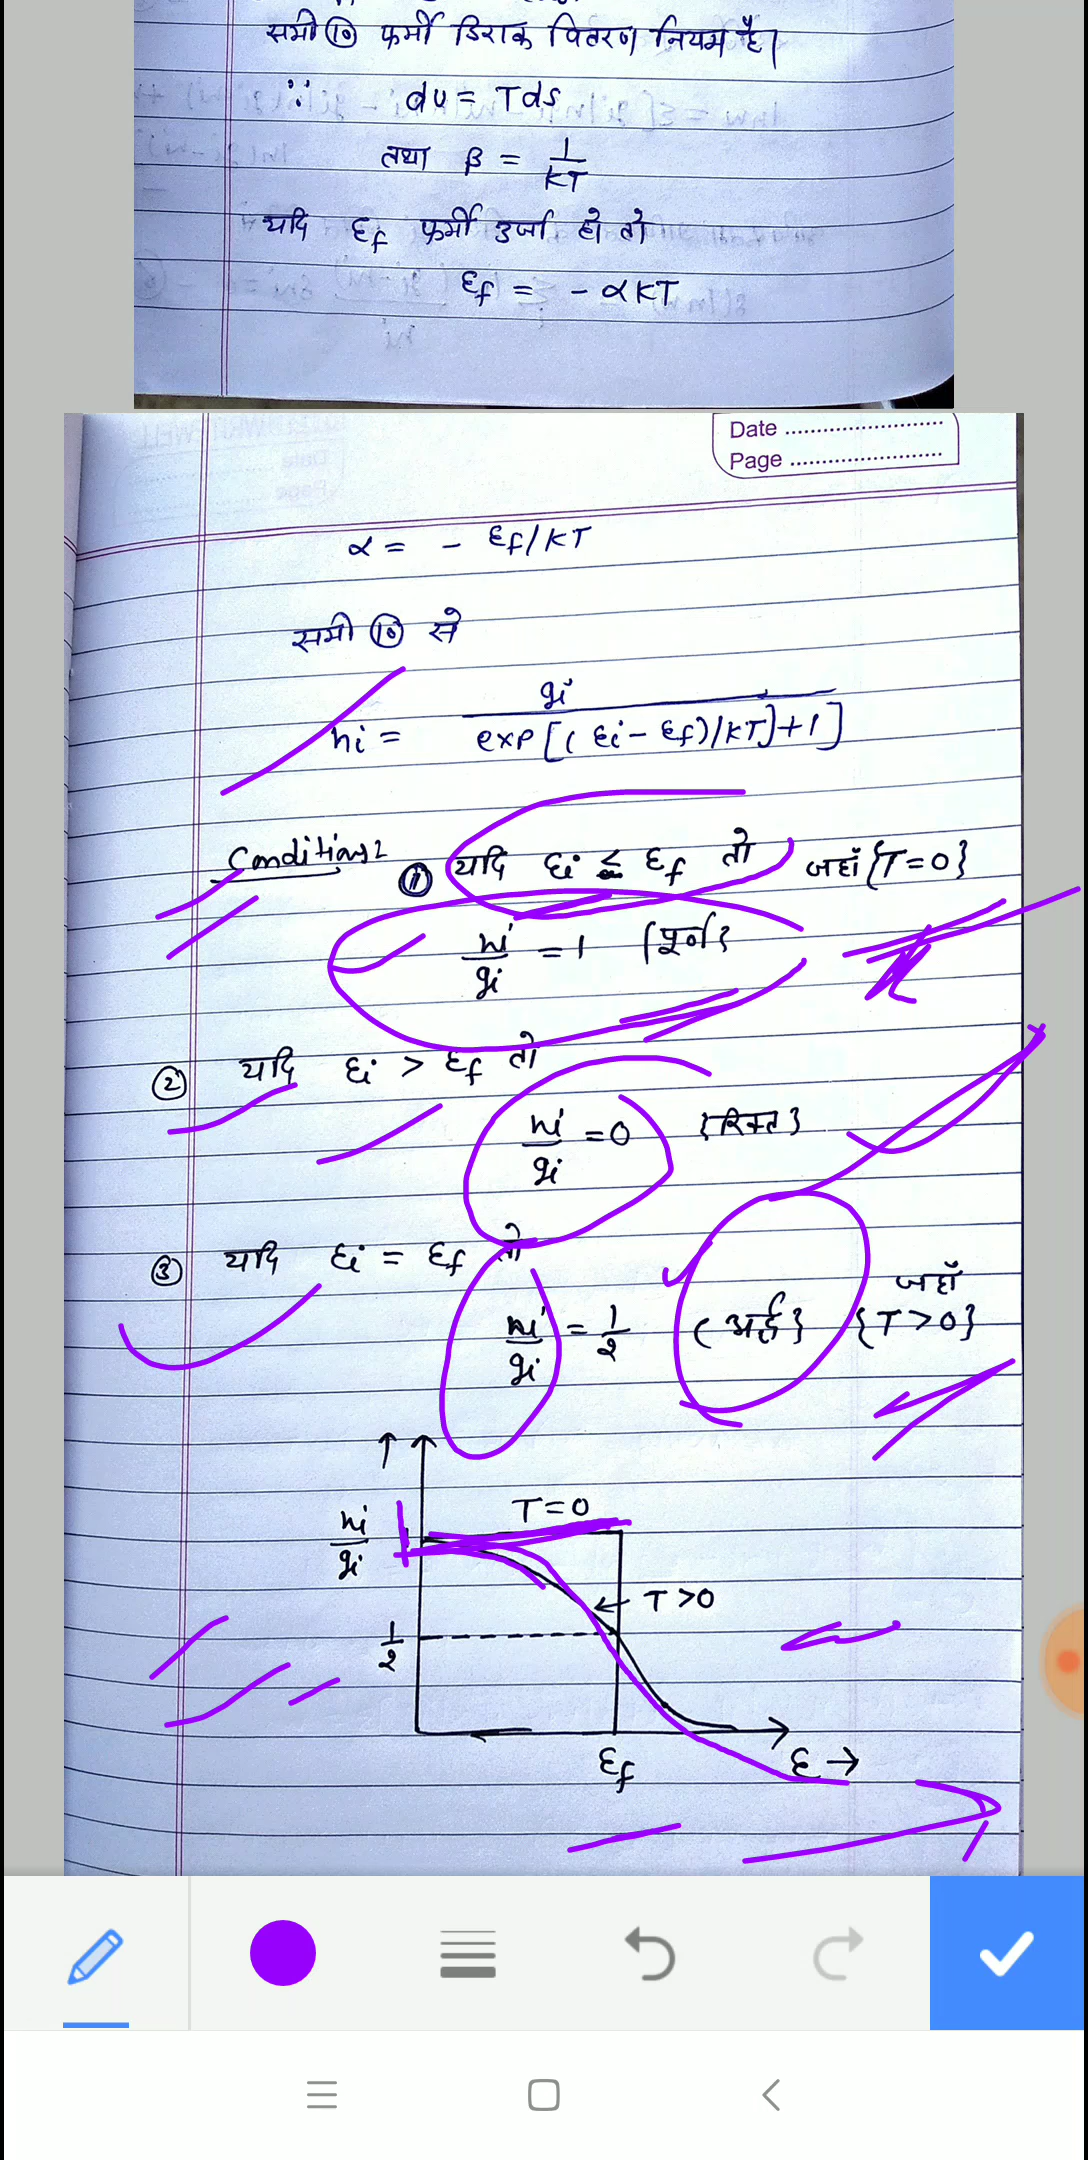 समी ⑩ फर्मी डिराक वितरण नियम है।
∵ du = Tds
तथा β = 1/KT
यदि εf फर्मी उर्जा हो तो
εf = - αKT
Date ..........................
Page ..........................
α = - εf/KT
समी ⑩ से
ni = gi / exp[(εi - εf)/KT]+1]
Conditions
① यदि εi ≤ εf तो जहाँ {T=0}
ni/gi = 1 {पूर्ण}
② यदि εi > εf तो
ni/gi = 0 {रिक्त}
③ यदि εi = εf तो
जहाँ
ni/gi = 1/2 (अर्द्ध} {T>0}
T=0
ni/gi
T>0
1/2
εf ε→